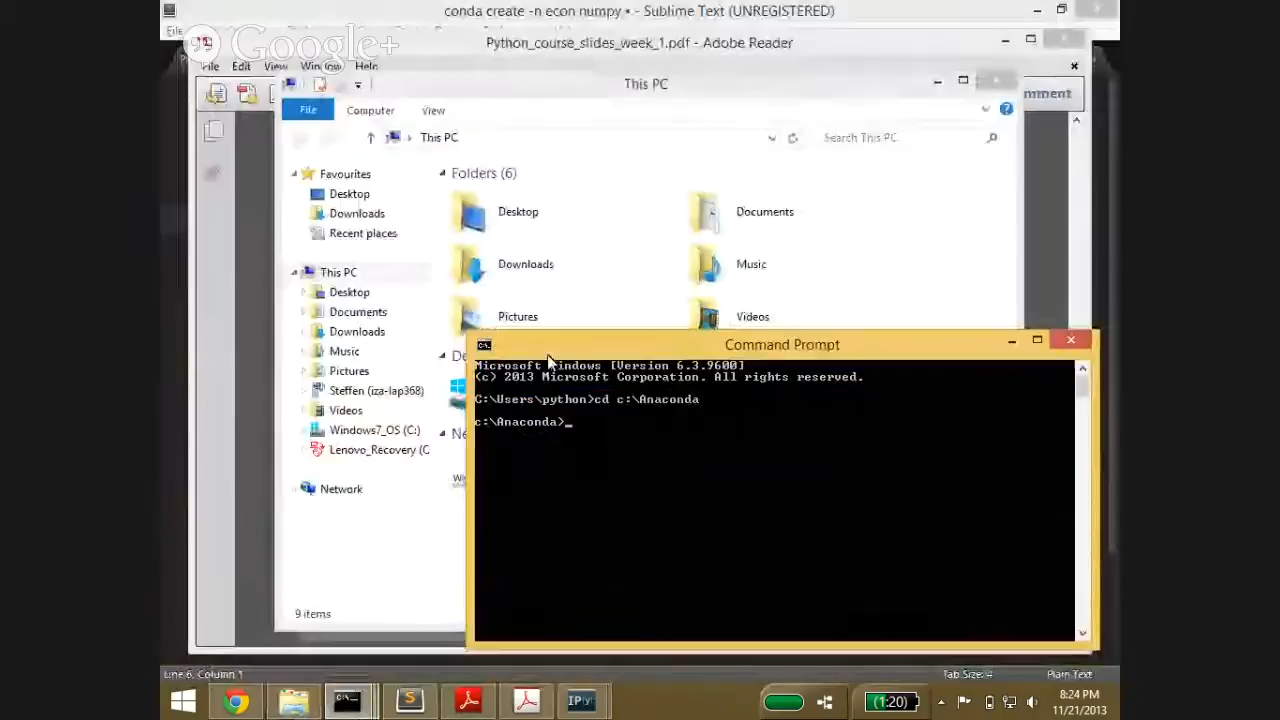 conda create -n econ numpy • - Sublime Text (UNREGISTERED)
File
Google+
Python_course_slides_week_1.pdf - Adobe Reader
File Edit View Window Help
This PC
File Computer View
mment
This PC
Search This PC
Favourites
Desktop
Downloads
Recent places
This PC
Desktop
Documents
Downloads
Music
Pictures
Steffen (iza-lap368)
Videos
Windows7_OS (C:)
Lenovo_Recovery (
Network
9 items
Folders (6)
Desktop
Documents
Downloads
Music
Pictures
Videos
Command Prompt
Microsoft Windows [Version 6.3.9600]
(c) 2013 Microsoft Corporation. All rights reserved.
C:\Users\python>cd c:\Anaconda
c:\Anaconda>_
Line 6, Column 1
Tab Size: 4
Plain Text
IP[y]:
(1:20)
8:24 PM
11/21/2013